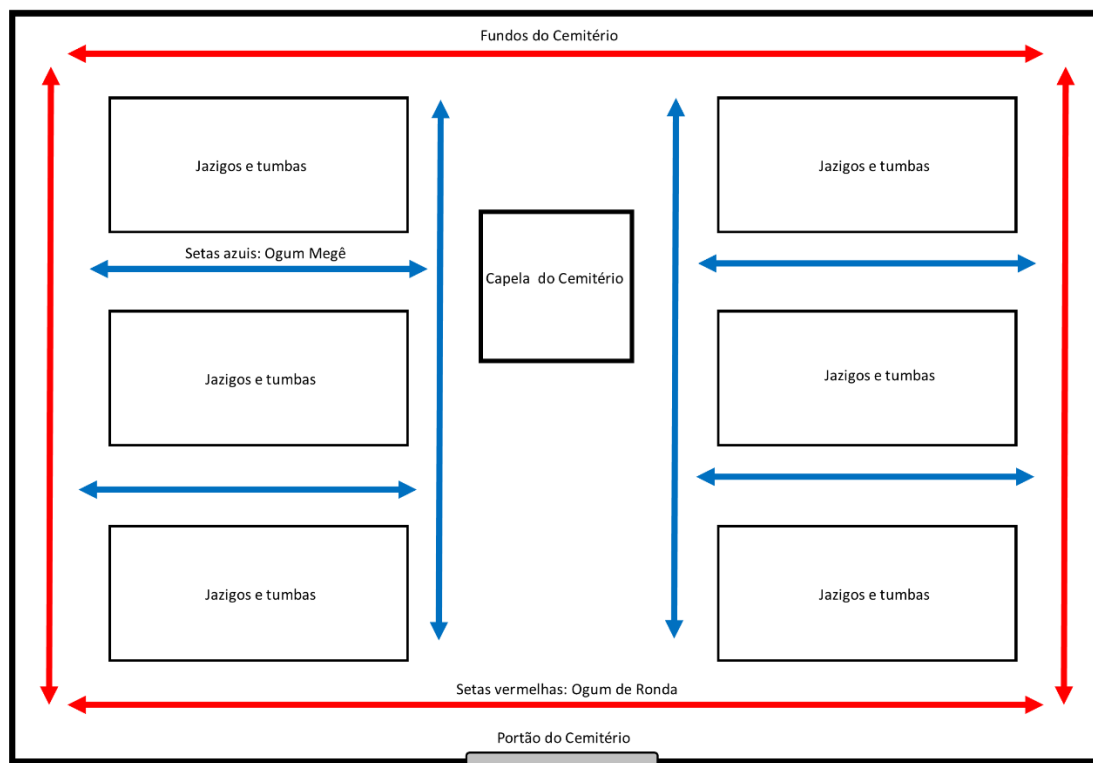 Fundos do Cemitério
Jazigos e tumbas
Jazigos e tumbas
Setas azuis: Ogum Megê
Capela do Cemitério
Jazigos e tumbas
Jazigos e tumbas
Jazigos e tumbas
Jazigos e tumbas
Setas vermelhas: Ogum de Ronda
Portão do Cemitério